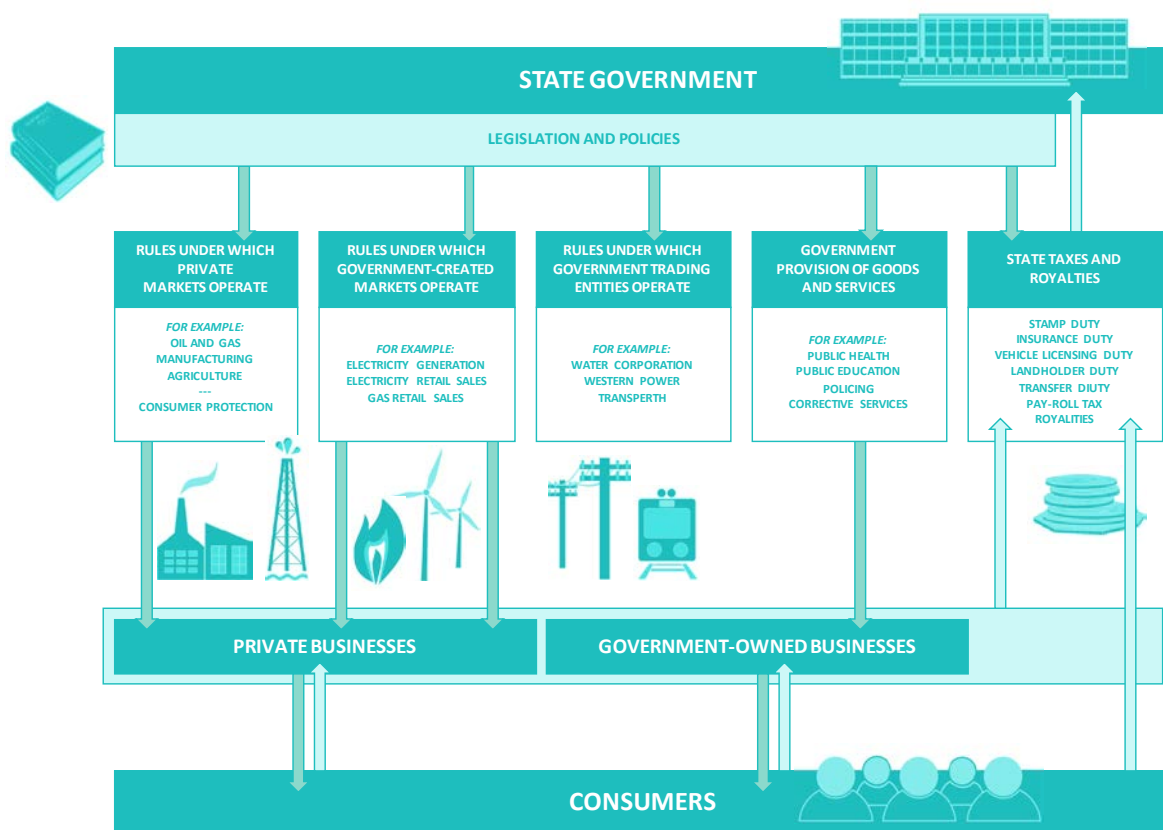 STATE GOVERNMENT
LEGISLATION AND POLICIES
RULES UNDER WHICH
PRIVATE
MARKETS OPERATE
FOR EXAMPLE:
OIL AND GAS
MANUFACTURING
AGRICULTURE
---
CONSUMER PROTECTION
RULES UNDER WHICH
GOVERNMENT-CREATED
MARKETS OPERATE
FOR EXAMPLE:
ELECTRICITY GENERATION
ELECTRICITY RETAIL SALES
GAS RETAIL SALES
RULES UNDER WHICH
GOVERNMENT TRADING
ENTITIES OPERATE
FOR EXAMPLE:
WATER CORPORATION
WESTERN POWER
TRANSPERTH
GOVERNMENT
PROVISION OF GOODS
AND SERVICES
FOR EXAMPLE:
PUBLIC HEALTH
PUBLIC EDUCATION
POLICING
CORRECTIVE SERVICES
STATE TAXES AND
ROYALTIES
STAMP DUTY
INSURANCE DUTY
VEHICLE LICENSING DUTY
LANDHOLDER DUTY
TRANSFER DIUTY
PAY-ROLL TAX
ROYALITIES
PRIVATE BUSINESSES
GOVERNMENT-OWNED BUSINESSES
CONSUMERS